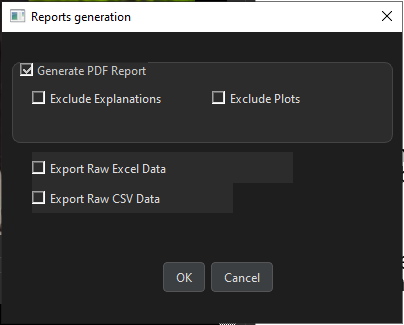 Reports generation
Generate PDF Report
Exclude Explanations Exclude Plots
Export Raw Excel Data
Export Raw CSV Data
OK Cancel